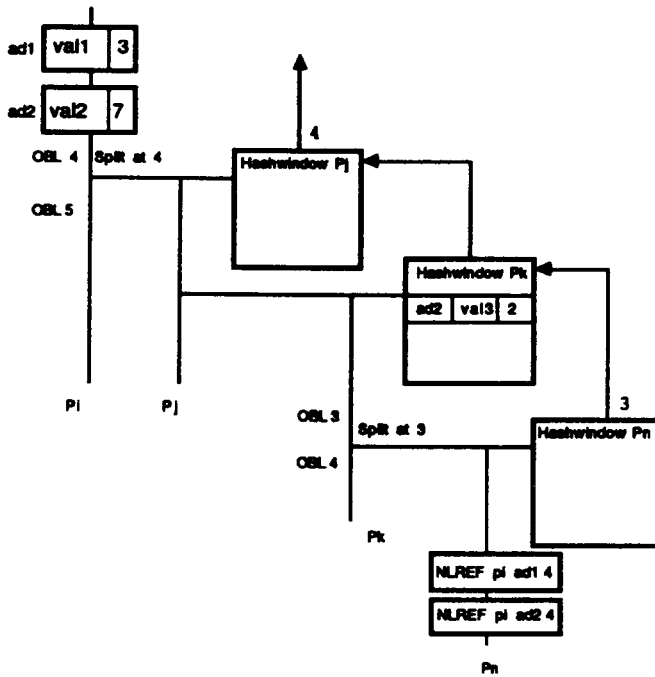 ad1 val1 3
ad2 val2 7
4
OBL 4 Split at 4
Hashwindow Pj
OBL 5
Hashwindow Pk
ad2 val3 2
Pi Pj
3
OBL 3
Split at 3
Hashwindow Pn
OBL 4
Pk
NLREF pi ad1 4
NLREF pi ad2 4
Pn